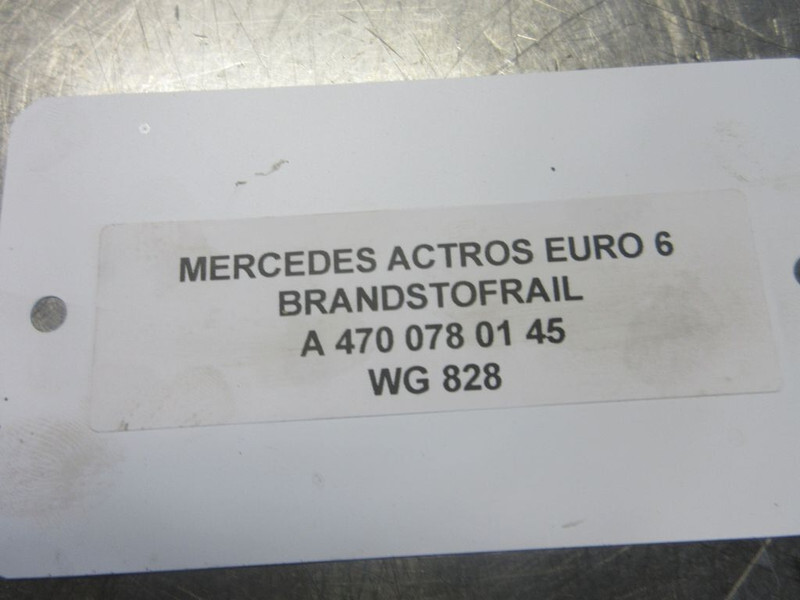 MERCEDES ACTROS EURO 6
BRANDSTOFRAIL
A 470 078 01 45
WG 828